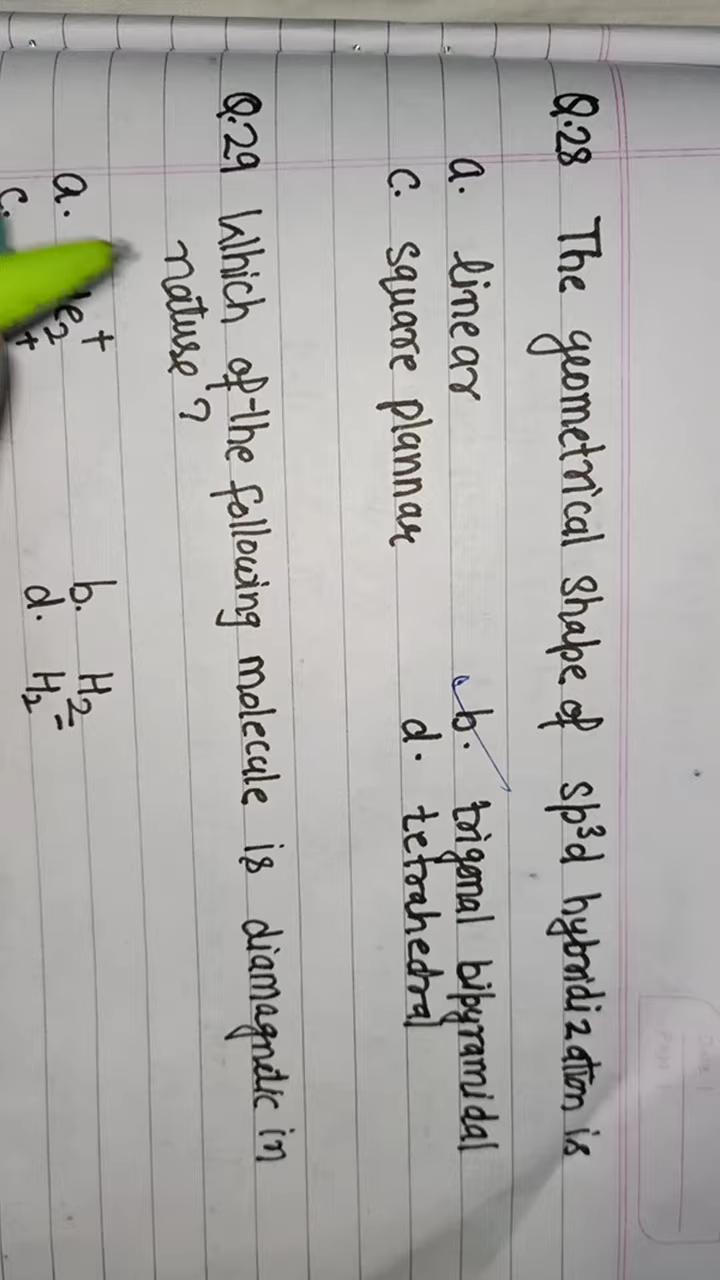 Q.28 The geometrical shape of sp³d hybridization is
a. linear b. trigonal bipyramidal
c. square plannar d. tetrahedral
Q.29 Which of the following molecule is diamagnetic in
nature?
a. b. H₂
c. d. H₂⁻